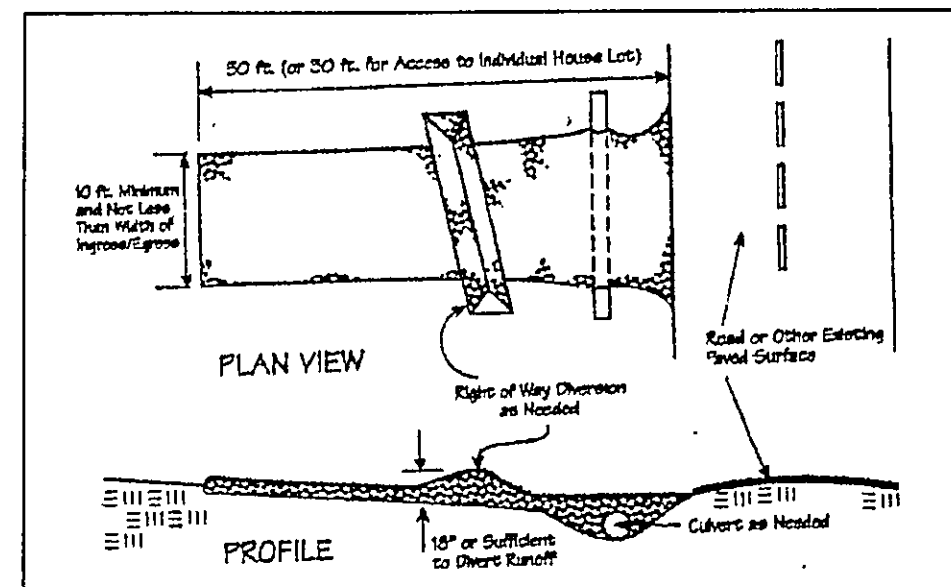 50 ft. (or 30 ft. for Access to Individual House Lot)
10 ft. Minimum
and Not Less
Than Width of
Ingress/Egress
PLAN VIEW
Road or Other Existing
Paved Surface
Right of Way Diversion
as Needed
Culvert as Needed
18" or Sufficient
to Divert Runoff
PROFILE